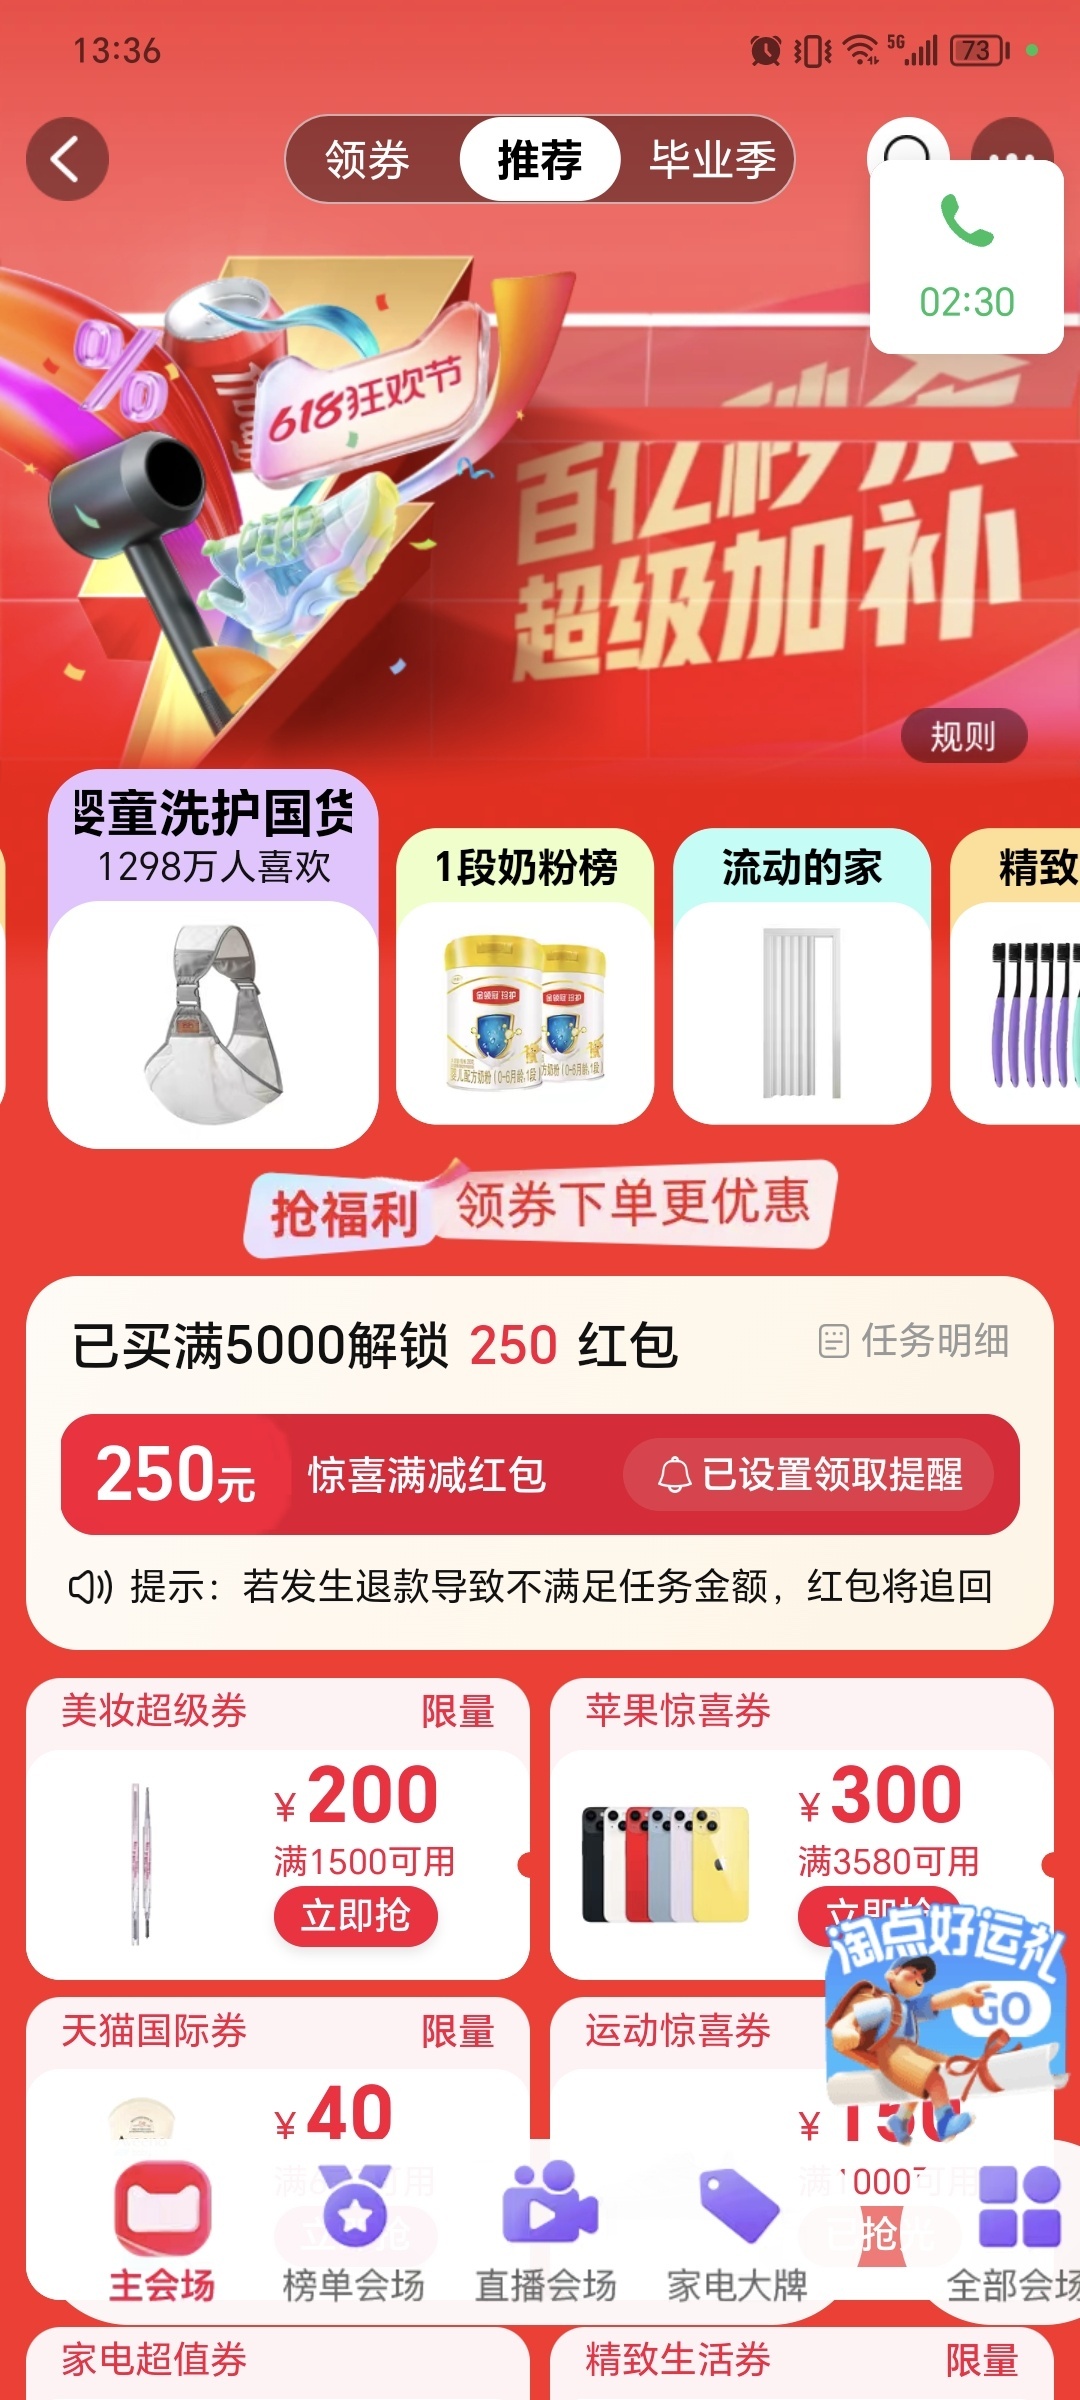 13:36
5G
73
领券
推荐
毕业季
02:30
618狂欢节
百亿秒杀
超级加补
规则
婴童洗护国货
1298万人喜欢
1段奶粉榜
流动的家
精致
抢福利
领券下单更优惠
已买满5000解锁 250 红包
任务明细
250元
惊喜满减红包
已设置领取提醒
提示：若发生退款导致不满足任务金额，红包将追回
美妆超级券
限量
¥200
满1500可用
立即抢
苹果惊喜券
¥300
满3580可用
立即抢
淘点好运礼
GO
天猫国际券
限量
¥40
立即抢
运动惊喜券
¥150
满1000可用
已抢光
主会场
榜单会场
直播会场
家电大牌
全部会场
家电超值券
精致生活券
限量